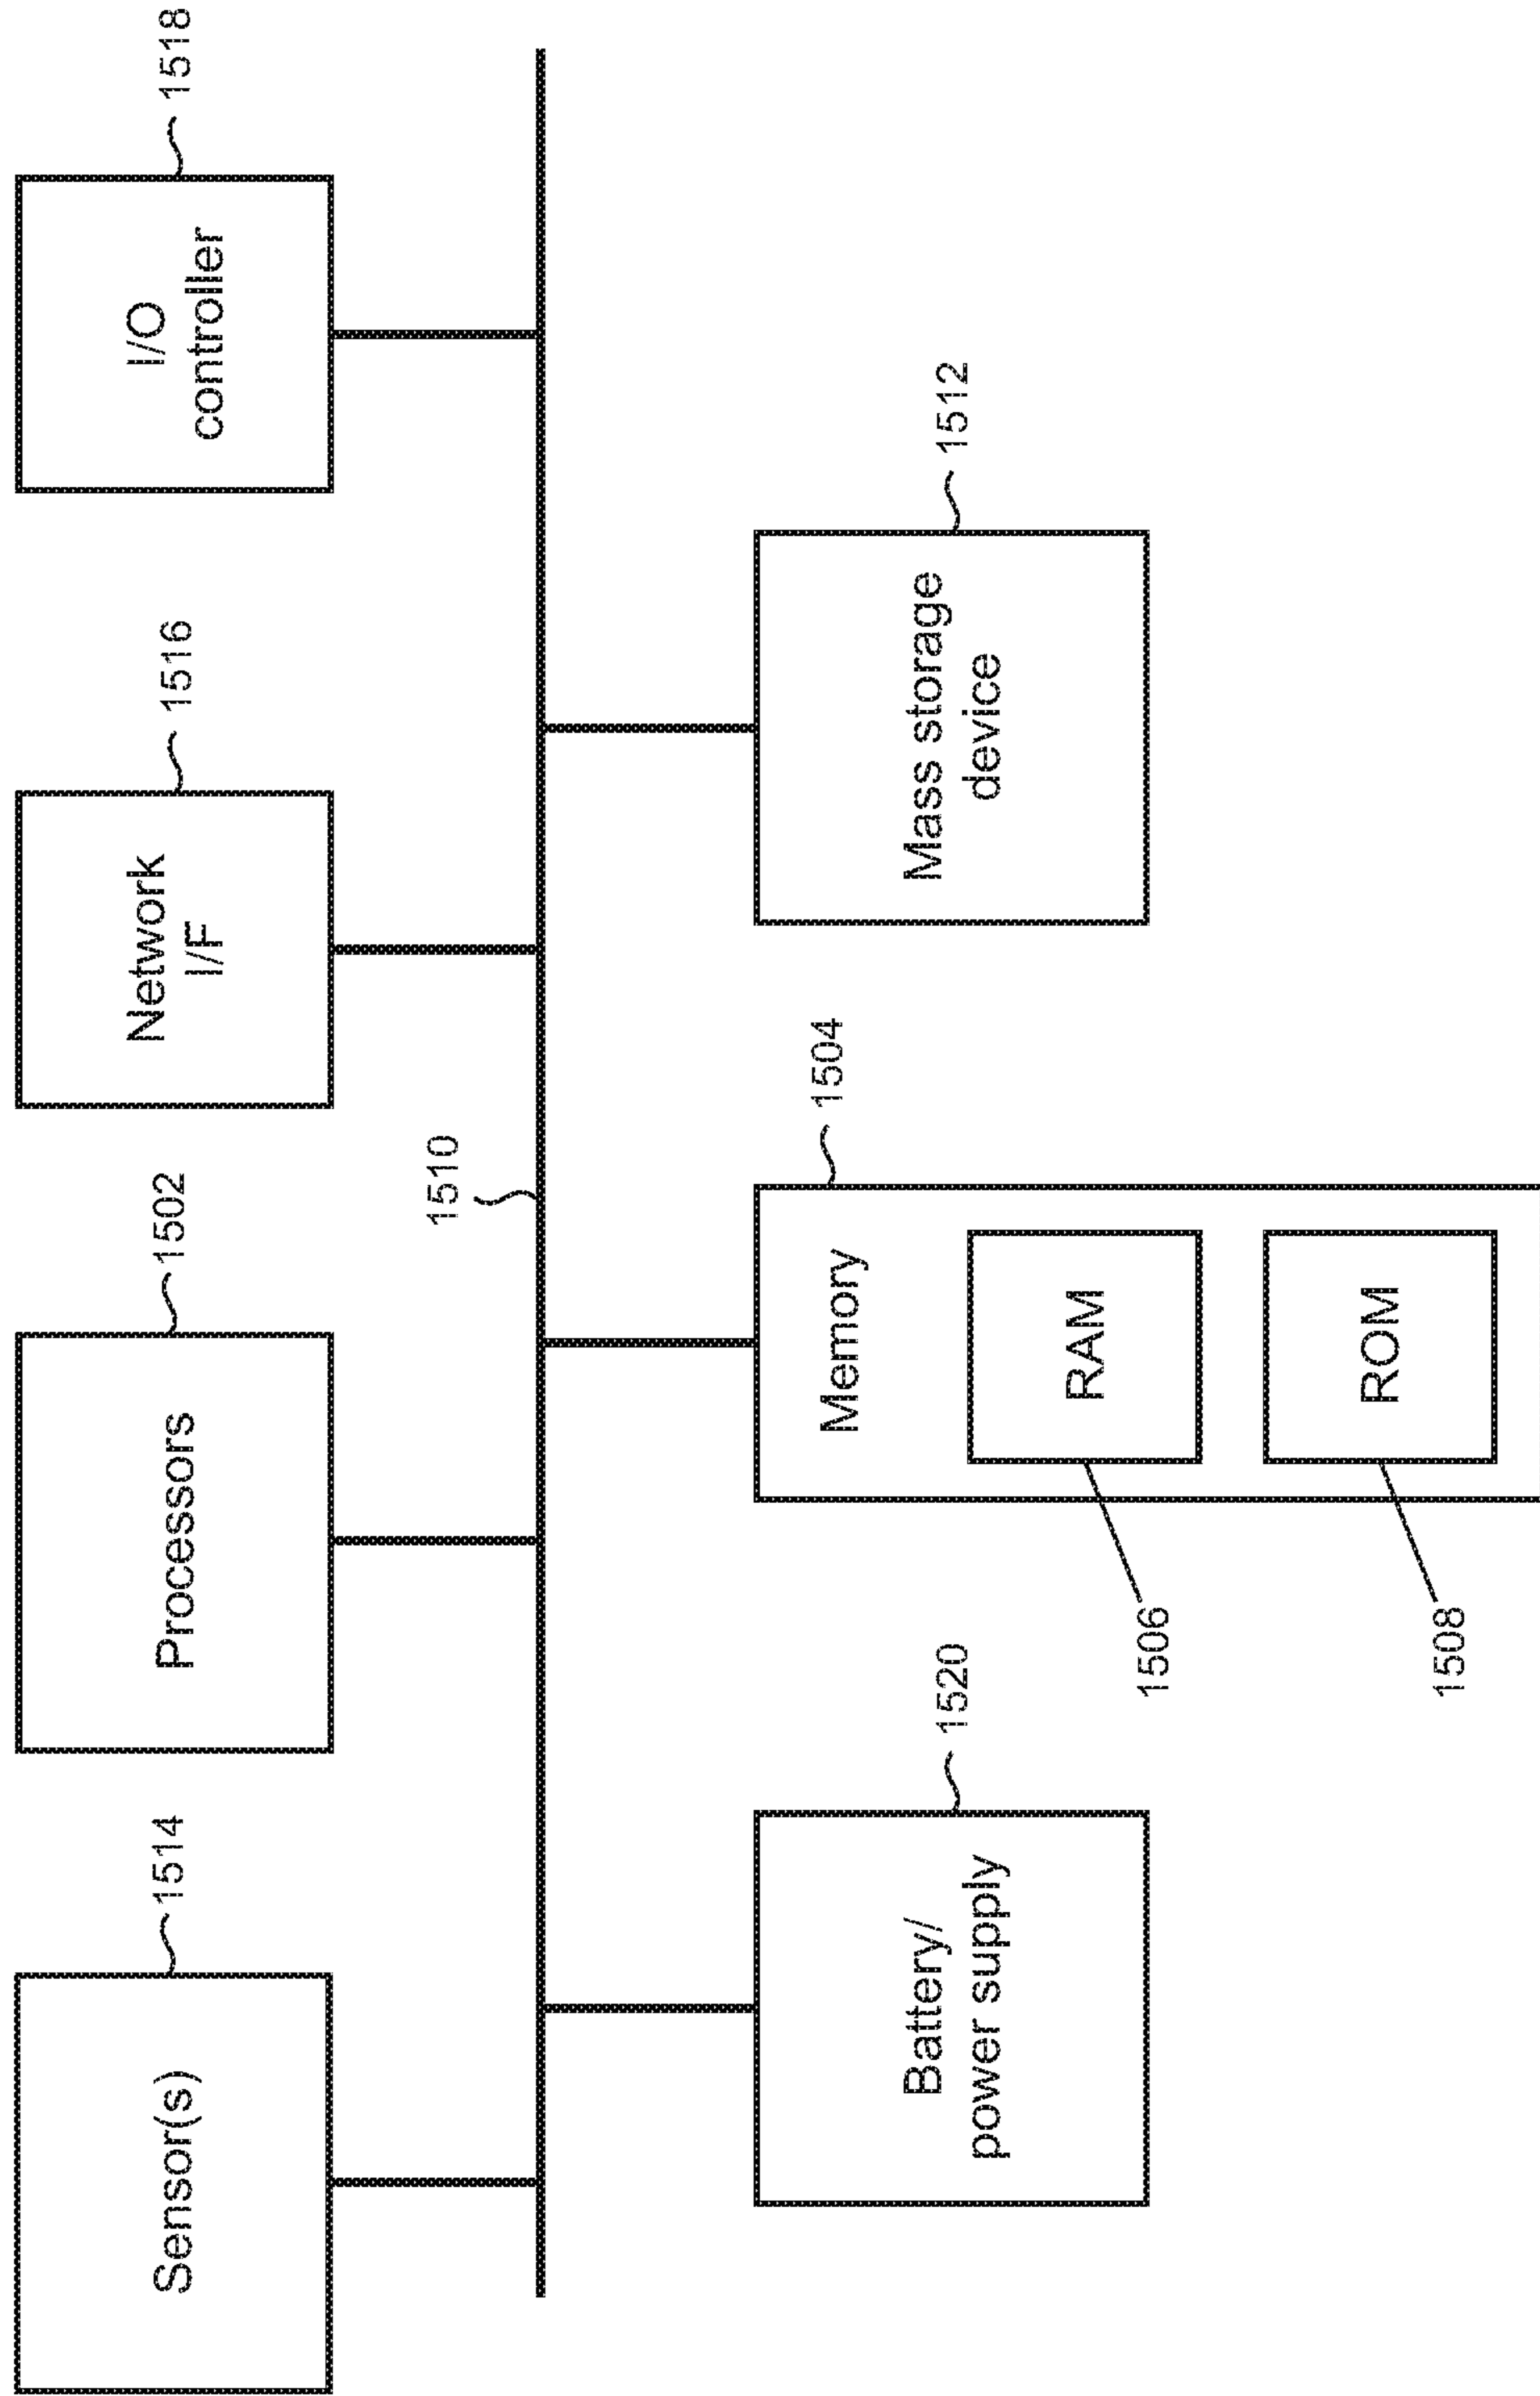 Sensor(s)
1514
Processors
1502
Network
I/F
1516
I/O
controller
1518
1510
Battery/
power supply
1520
Memory
1504
RAM
1506
ROM
1508
Mass storage
device
1512